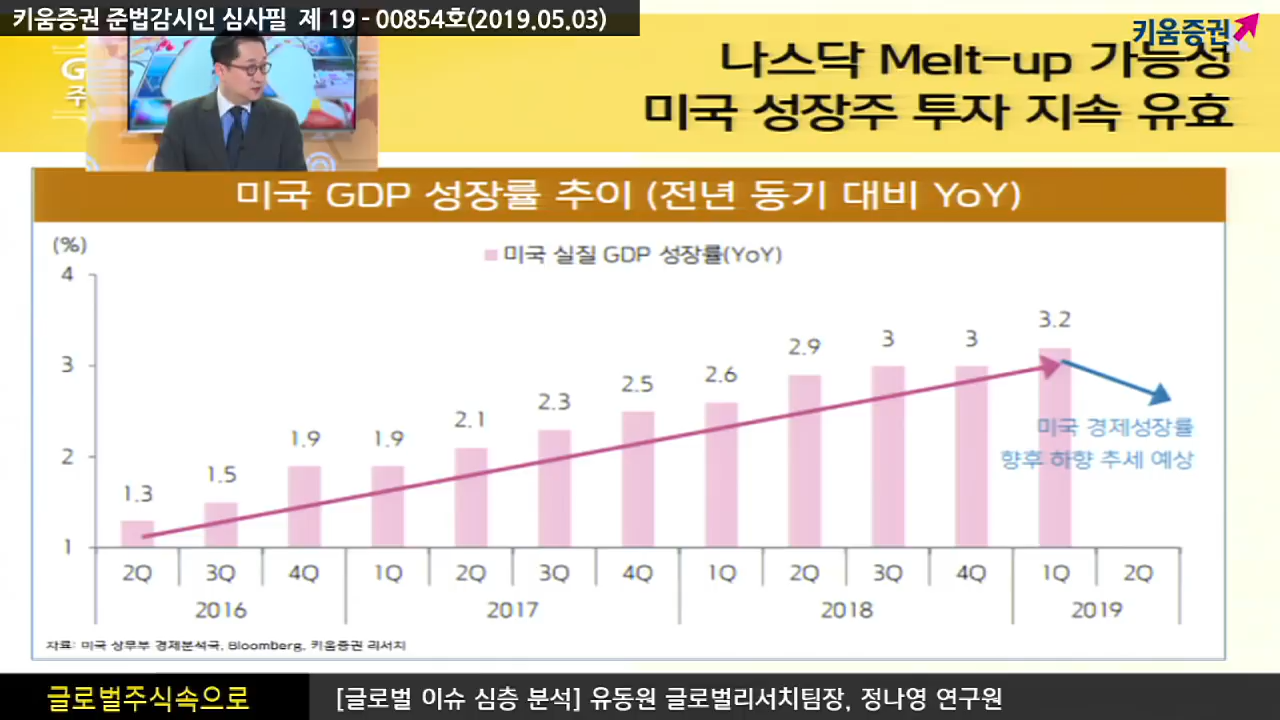 키움증권 준법감시인 심사필 제 19 - 00854호(2019.05.03)
키움증권
G
주
나스닥 Melt-up 가능성
미국 성장주 투자 지속 유효
미국 GDP 성장률 추이 (전년 동기 대비 YoY)
(%)
미국 실질 GDP 성장률(YoY)
4
3
2
1
1.3
1.5
1.9
1.9
2.1
2.3
2.5
2.6
2.9
3
3
3.2
미국 경제성장률
향후 하향 추세 예상
2Q 3Q 4Q 1Q 2Q 3Q 4Q 1Q 2Q 3Q 4Q 1Q 2Q
2016 2017 2018 2019
자료: 미국 상무부 경제분석국, Bloomberg, 키움증권 리서치
글로벌주식속으로
[글로벌 이슈 심층 분석] 유동원 글로벌리서치팀장, 정나영 연구원